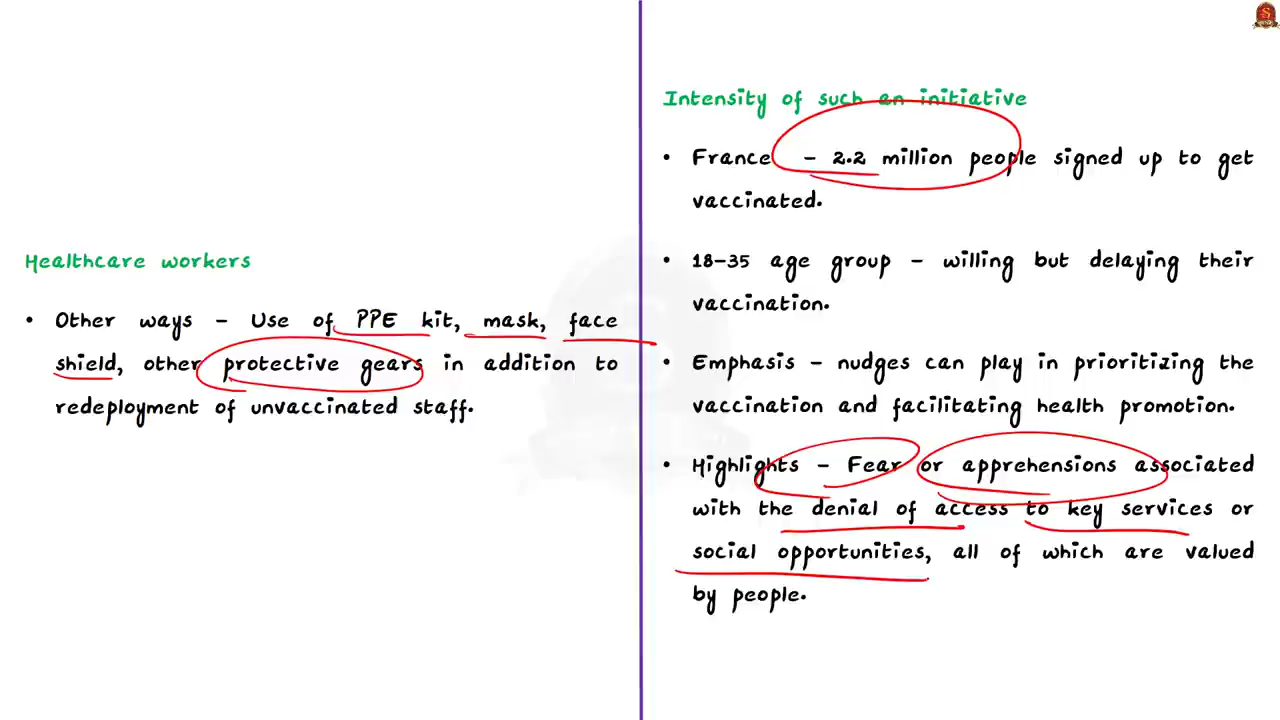 Healthcare workers
• Other ways – Use of PPE kit, mask, face
shield, other protective gears in addition to
redeployment of unvaccinated staff.
Intensity of such an initiative
• France – 2.2 million people signed up to get
vaccinated.
• 18-35 age group – willing but delaying their
vaccination.
• Emphasis – nudges can play in prioritizing the
vaccination and facilitating health promotion.
• Highlights – Fear or apprehensions associated
with the denial of access to key services or
social opportunities, all of which are valued
by people.